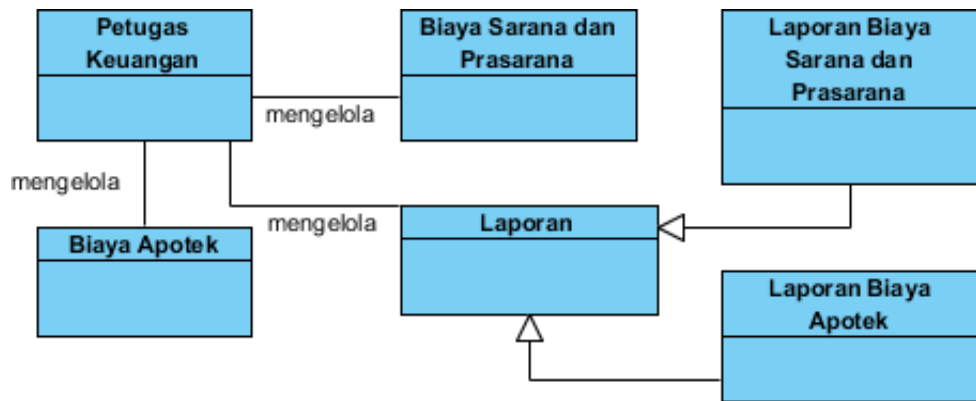 Petugas
Keuangan
Biaya Sarana dan
Prasarana
Laporan Biaya
Sarana dan
Prasarana
mengelola
mengelola
mengelola
Biaya Apotek
Laporan
Laporan Biaya
Apotek